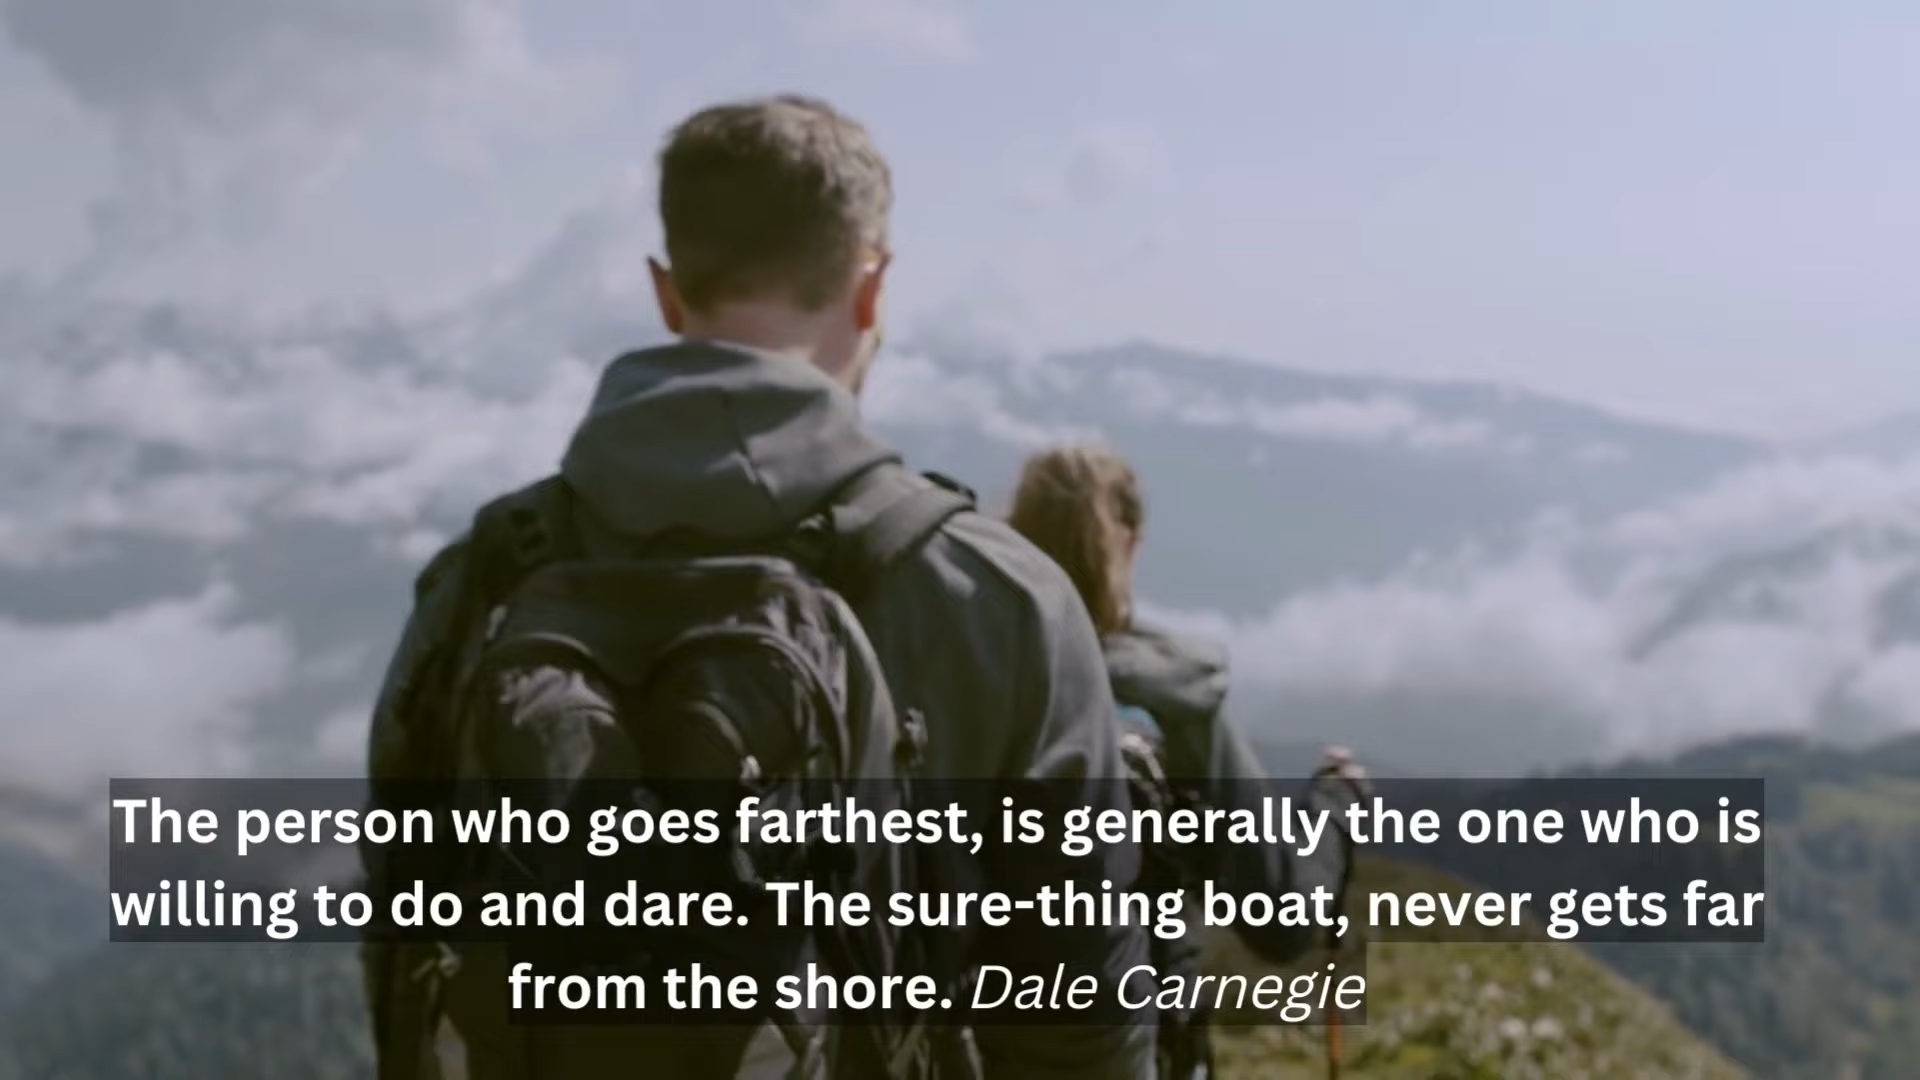 The person who goes farthest, is generally the one who is
willing to do and dare. The sure-thing boat, never gets far
from the shore. Dale Carnegie